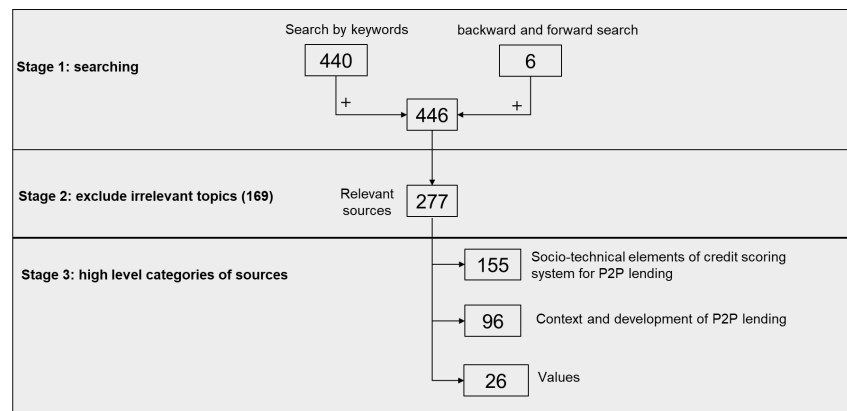 Search by keywords
backward and forward search
440
6
Stage 1: searching
+
+
446
Stage 2: exclude irrelevant topics (169)
Relevant
sources
277
Stage 3: high level categories of sources
155
Socio-technical elements of credit scoring
system for P2P lending
96
Context and development of P2P lending
26
Values